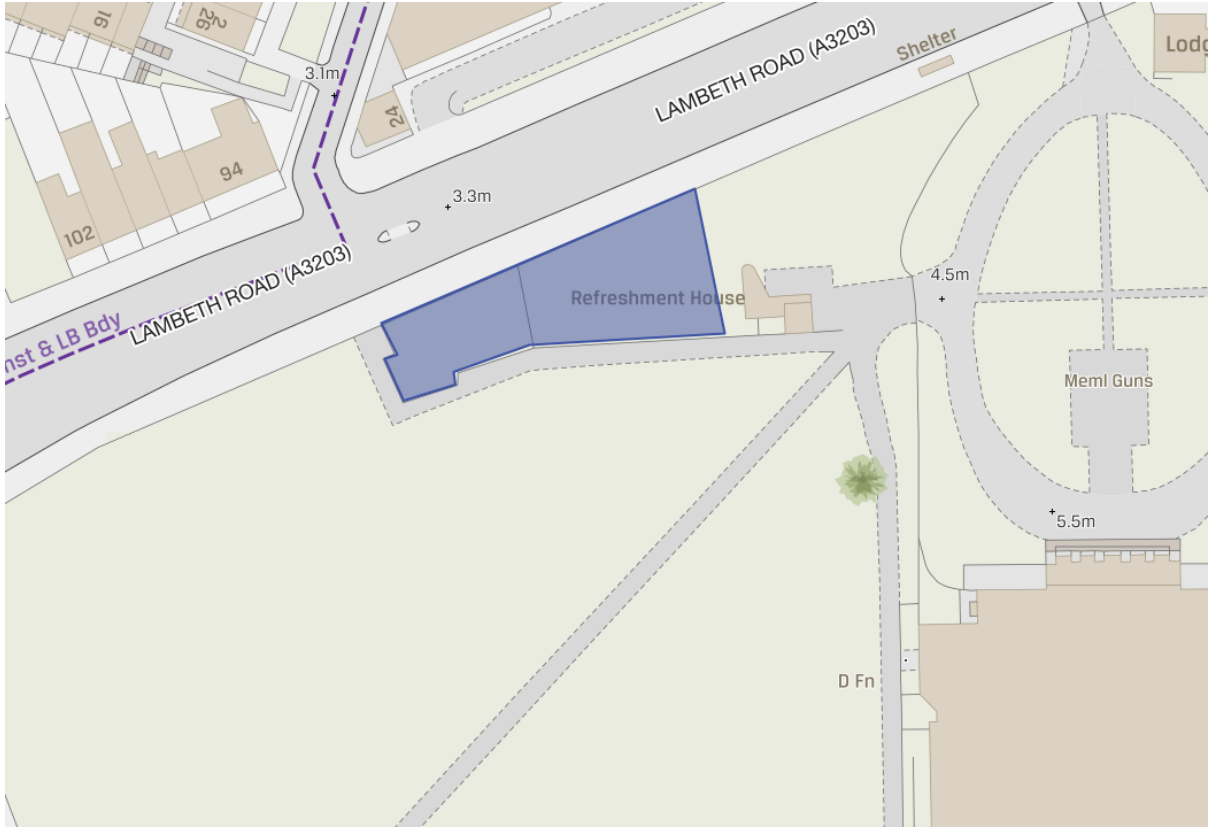 16
26
22
3.1m
24
LAMBETH ROAD (A3203)
Shelter
Lodg
94
3.3m
102
LAMBETH ROAD (A3203)
nst & LB Bdy
Refreshment House
4.5m
Meml Guns
5.5m
D Fn